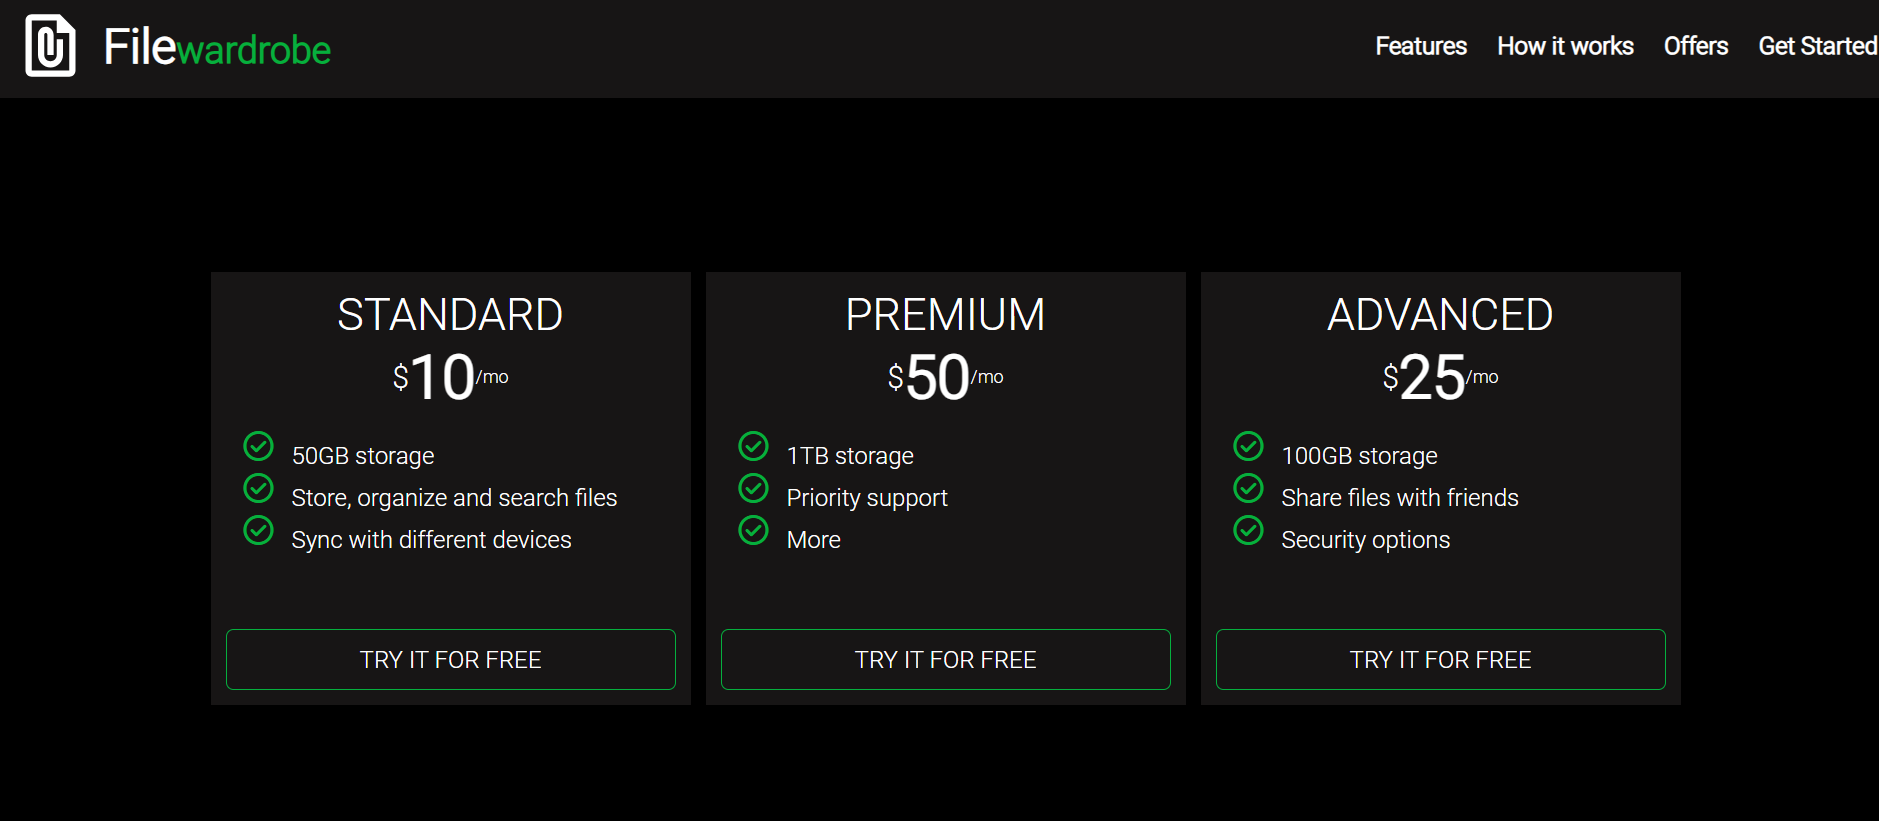 Filewardrobe
Features How it works Offers Get Started
STANDARD
$10/mo
50GB storage
Store, organize and search files
Sync with different devices
TRY IT FOR FREE
PREMIUM
$50/mo
1TB storage
Priority support
More
TRY IT FOR FREE
ADVANCED
$25/mo
100GB storage
Share files with friends
Security options
TRY IT FOR FREE